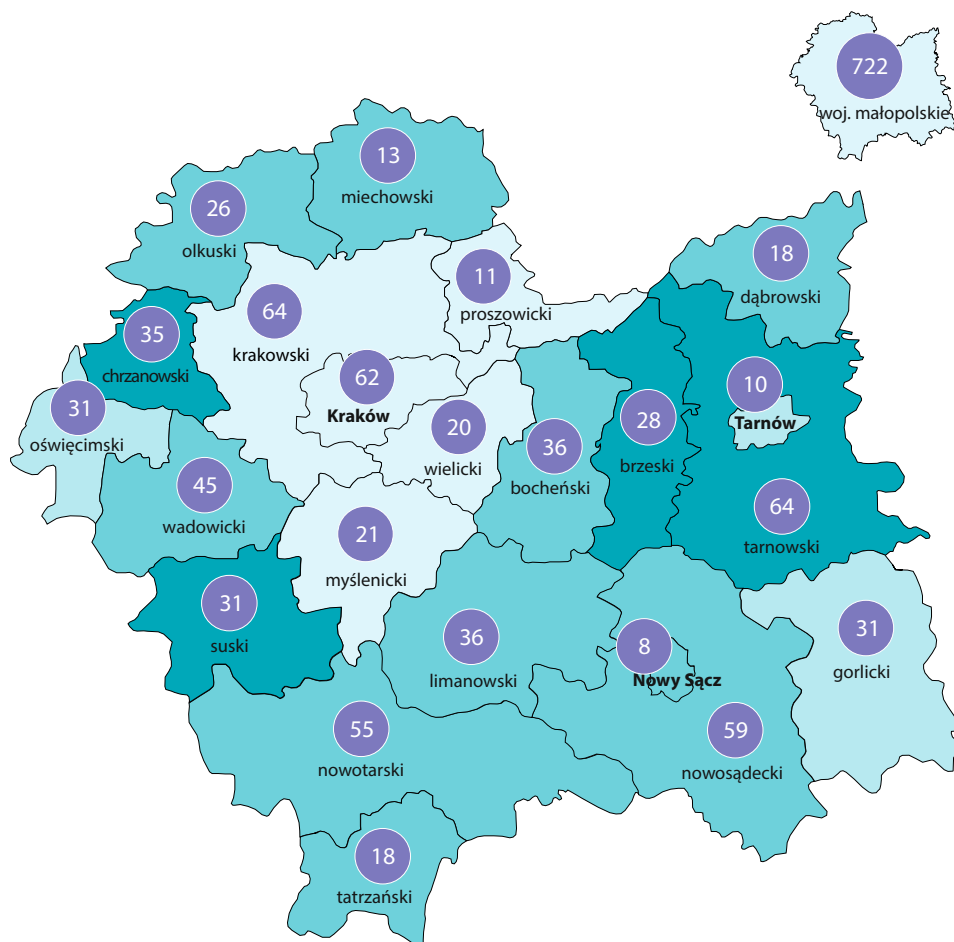 722
woj. małopolskie
13
miechowski
26
olkuski
18
dąbrowski
11
proszowicki
64
krakowski
35
chrzanowski
62
Kraków
10
Tarnów
31
oświęcimski
20
wielicki
36
bocheński
28
brzeski
45
wadowicki
64
tarnowski
21
myślenicki
31
suski
36
limanowski
8
Nowy Sącz
31
gorlicki
55
nowotarski
59
nowosądecki
18
tatrzański